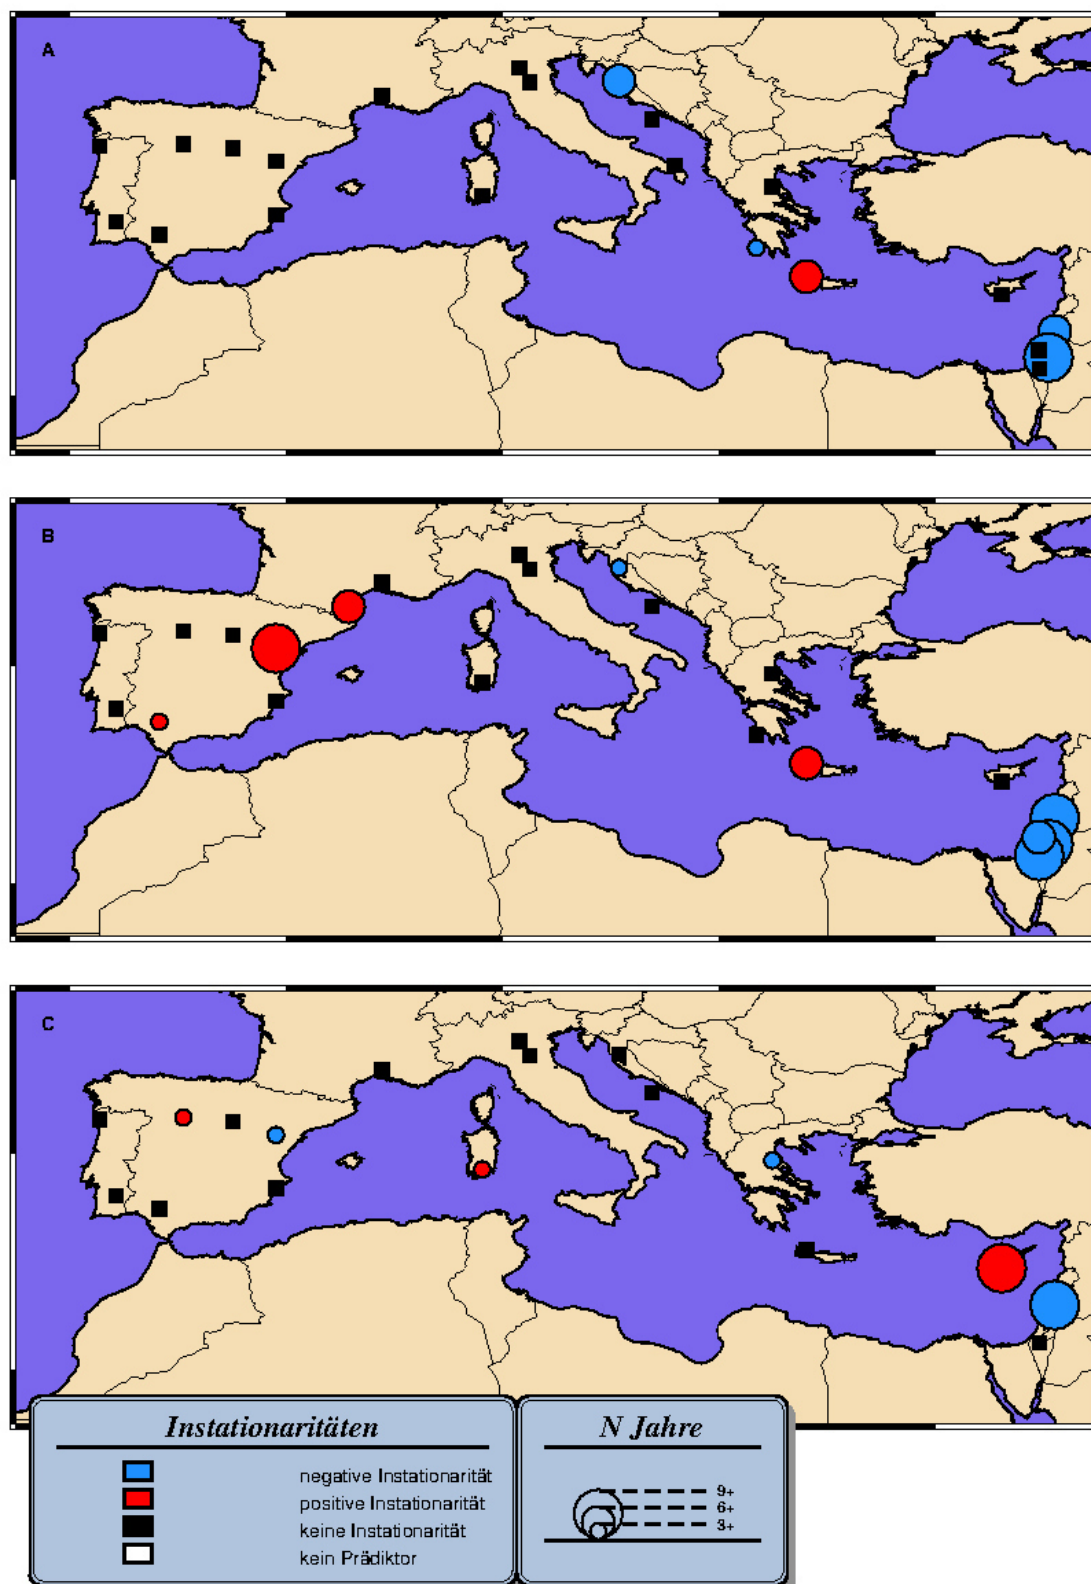 A
B
C
Instationaritäten
negative Instationarität
positive Instationarität
keine Instationarität
kein Prädiktor
N Jahre
9+
6+
3+